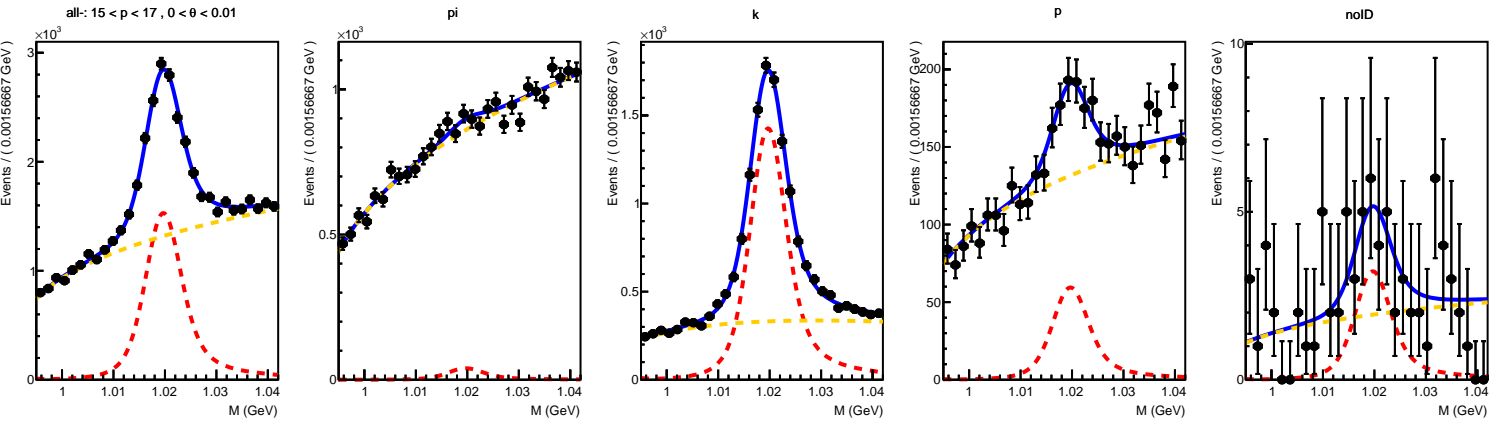 all-: 15 < p < 17 , 0 < θ < 0.01
×10³
Events / ( 0.00156667 GeV )
3
2
1
0
1 1.01 1.02 1.03 1.04
M (GeV)
pi
×10³
Events / ( 0.00156667 GeV )
1
0.5
0
1 1.01 1.02 1.03 1.04
M (GeV)
k
×10³
Events / ( 0.00156667 GeV )
1.5
1
0.5
0
1 1.01 1.02 1.03 1.04
M (GeV)
p
Events / ( 0.00156667 GeV )
200
150
100
50
0
1 1.01 1.02 1.03 1.04
M (GeV)
noID
Events / ( 0.00156667 GeV )
10
5
0
1 1.01 1.02 1.03 1.04
M (GeV)